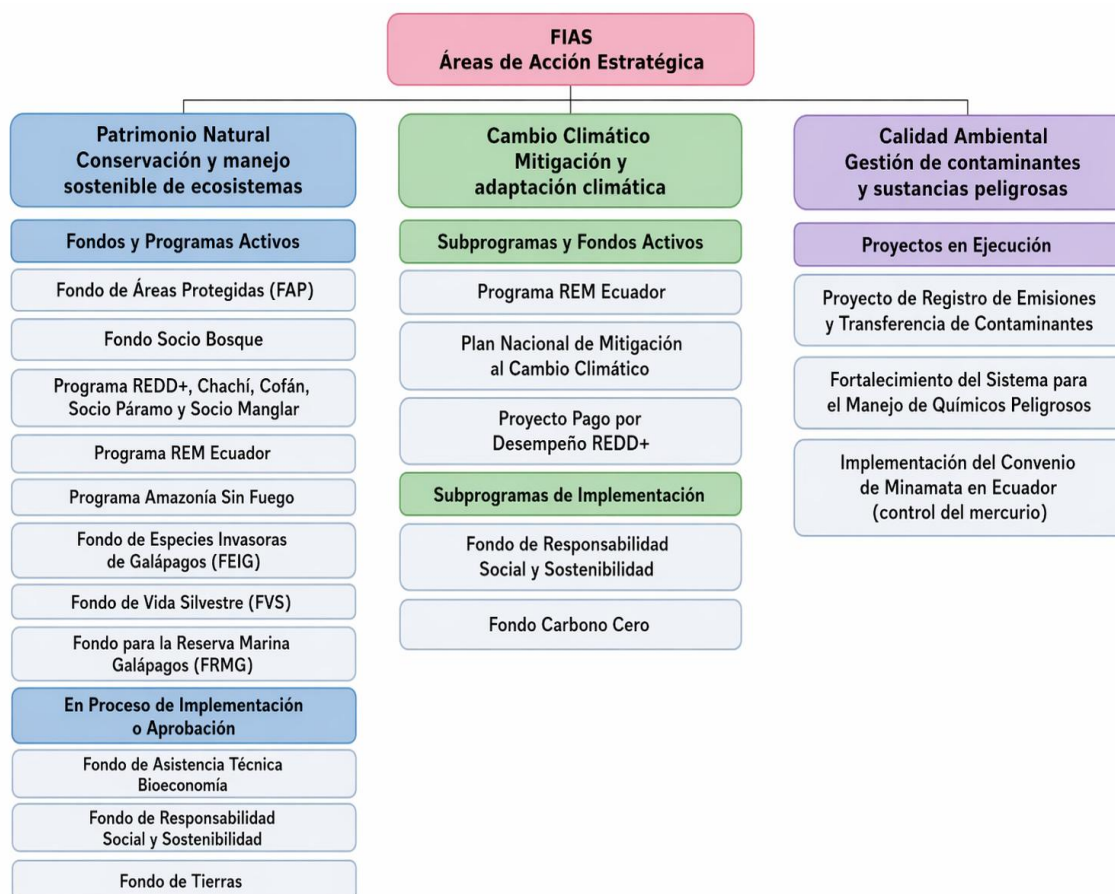 FIAS
Áreas de Acción Estratégica
Patrimonio Natural
Conservación y manejo
sostenible de ecosistemas
Fondos y Programas Activos
Fondo de Áreas Protegidas (FAP)
Fondo Socio Bosque
Programa REDD+, Chachí, Cofán,
Socio Páramo y Socio Manglar
Programa REM Ecuador
Programa Amazonía Sin Fuego
Fondo de Especies Invasoras
de Galápagos (FEIG)
Fondo de Vida Silvestre (FVS)
Fondo para la Reserva Marina
Galápagos (FRMG)
En Proceso de Implementación
o Aprobación
Fondo de Asistencia Técnica
Bioeconomía
Fondo de Responsabilidad
Social y Sostenibilidad
Fondo de Tierras
Cambio Climático
Mitigación y
adaptación climática
Subprogramas y Fondos Activos
Programa REM Ecuador
Plan Nacional de Mitigación
al Cambio Climático
Proyecto Pago por
Desempeño REDD+
Subprogramas de Implementación
Fondo de Responsabilidad
Social y Sostenibilidad
Fondo Carbono Cero
Calidad Ambiental
Gestión de contaminantes
y sustancias peligrosas
Proyectos en Ejecución
Proyecto de Registro de Emisiones
y Transferencia de Contaminantes
Fortalecimiento del Sistema para
el Manejo de Químicos Peligrosos
Implementación del Convenio
de Minamata en Ecuador
(control del mercurio)